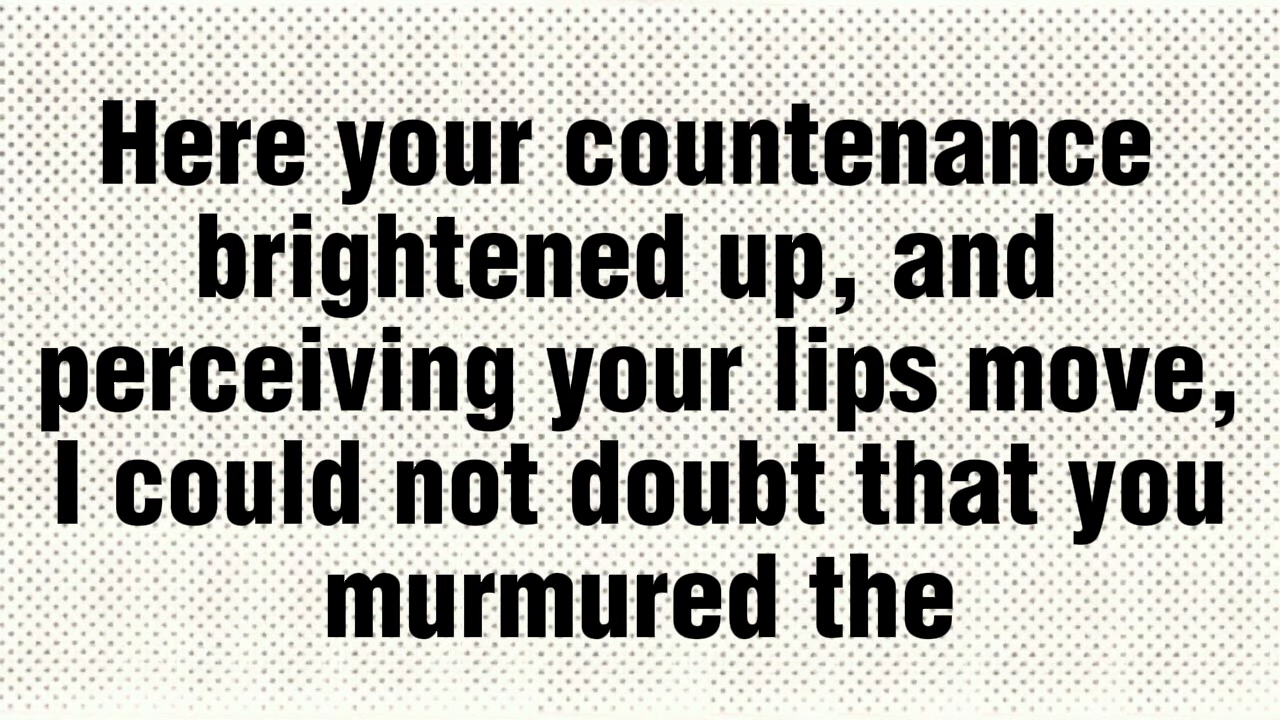 Here your countenance
brightened up, and
perceiving your lips move,
I could not doubt that you
murmured the